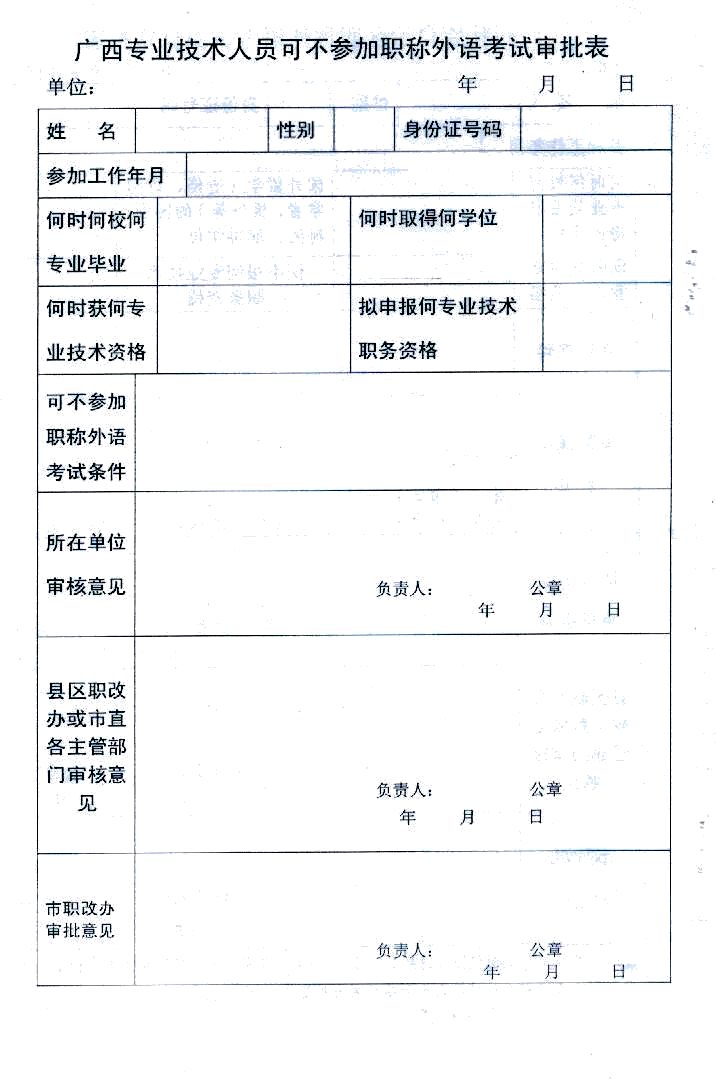 广西专业技术人员可不参加职称外语考试审批表
单位： 年 月 日
姓 名 性别 身份证号码
参加工作年月
何时何校何
专业毕业
何时取得何学位
何时获何专
业技术资格
拟申报何专业技术
职务资格
可不参加
职称外语
考试条件
所在单位
审核意见
负责人： 公章
年 月 日
县区职改
办或市直
各主管部
门审核意
见
负责人： 公章
年 月 日
市职改办
审批意见
负责人： 公章
年 月 日